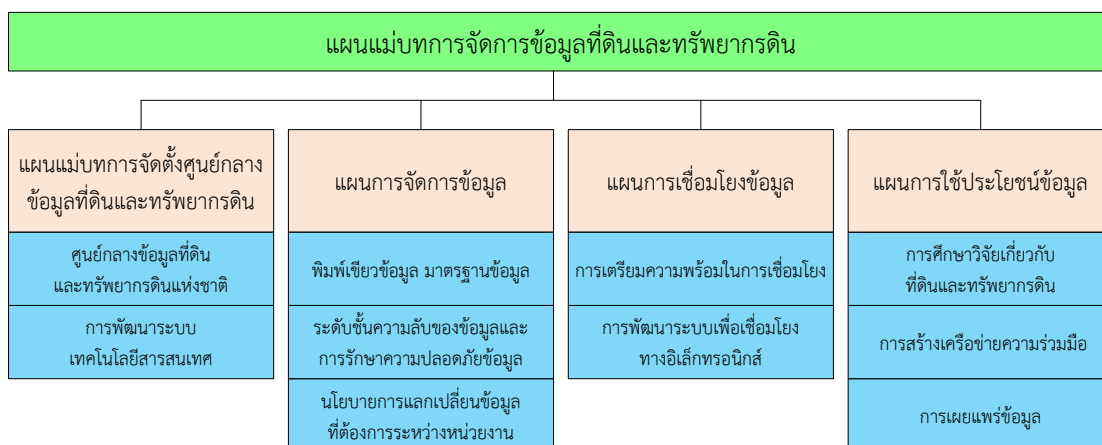 แผนแม่บทการจัดการข้อมูลที่ดินและทรัพยากรดิน
แผนแม่บทการจัดตั้งศูนย์กลาง
ข้อมูลที่ดินและทรัพยากรดิน
ศูนย์กลางข้อมูลที่ดิน
และทรัพยากรดินแห่งชาติ
การพัฒนาระบบ
เทคโนโลยีสารสนเทศ
แผนการจัดการข้อมูล
พิมพ์เขียวข้อมูล มาตรฐานข้อมูล
ระดับชั้นความลับของข้อมูลและ
การรักษาความปลอดภัยข้อมูล
นโยบายการแลกเปลี่ยนข้อมูล
ที่ต้องการระหว่างหน่วยงาน
แผนการเชื่อมโยงข้อมูล
การเตรียมความพร้อมในการเชื่อมโยง
การพัฒนาระบบเพื่อเชื่อมโยง
ทางอิเล็กทรอนิกส์
แผนการใช้ประโยชน์ข้อมูล
การศึกษาวิจัยเกี่ยวกับ
ที่ดินและทรัพยากรดิน
การสร้างเครือข่ายความร่วมมือ
การเผยแพร่ข้อมูล